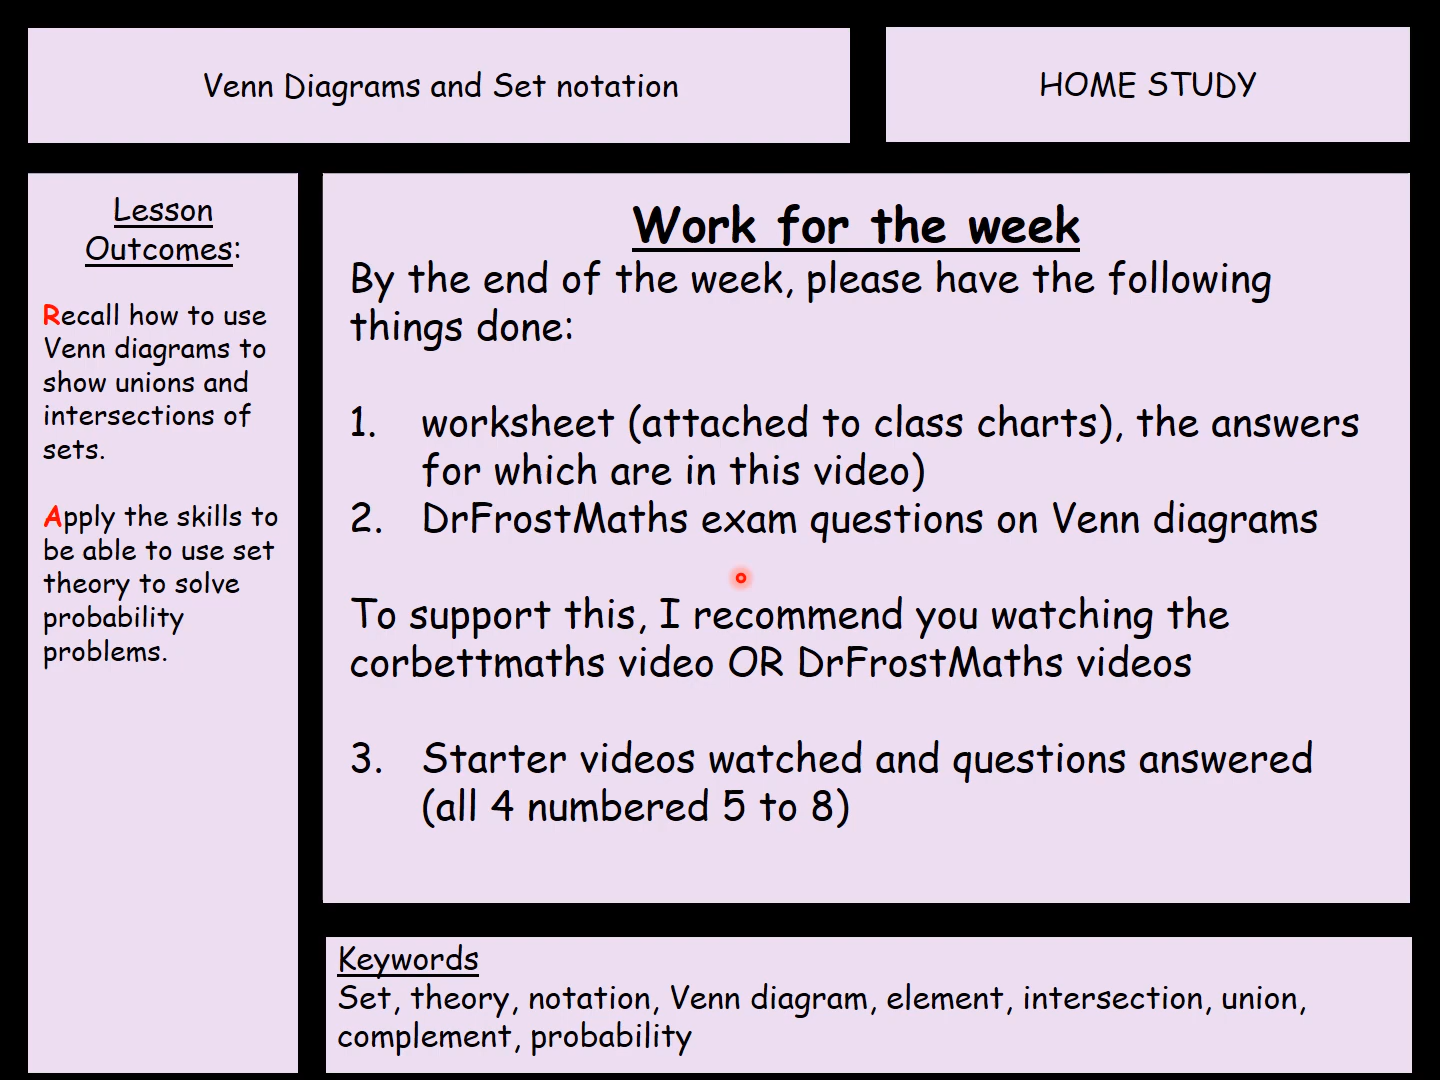 Venn Diagrams and Set notation
HOME STUDY
Lesson
Outcomes:
Recall how to use
Venn diagrams to
show unions and
intersections of
sets.
Apply the skills to
be able to use set
theory to solve
probability
problems.
Work for the week
By the end of the week, please have the following
things done:
1. worksheet (attached to class charts), the answers
for which are in this video)
2. DrFrostMaths exam questions on Venn diagrams
To support this, I recommend you watching the
corbettmaths video OR DrFrostMaths videos
3. Starter videos watched and questions answered
(all 4 numbered 5 to 8)
Keywords
Set, theory, notation, Venn diagram, element, intersection, union,
complement, probability